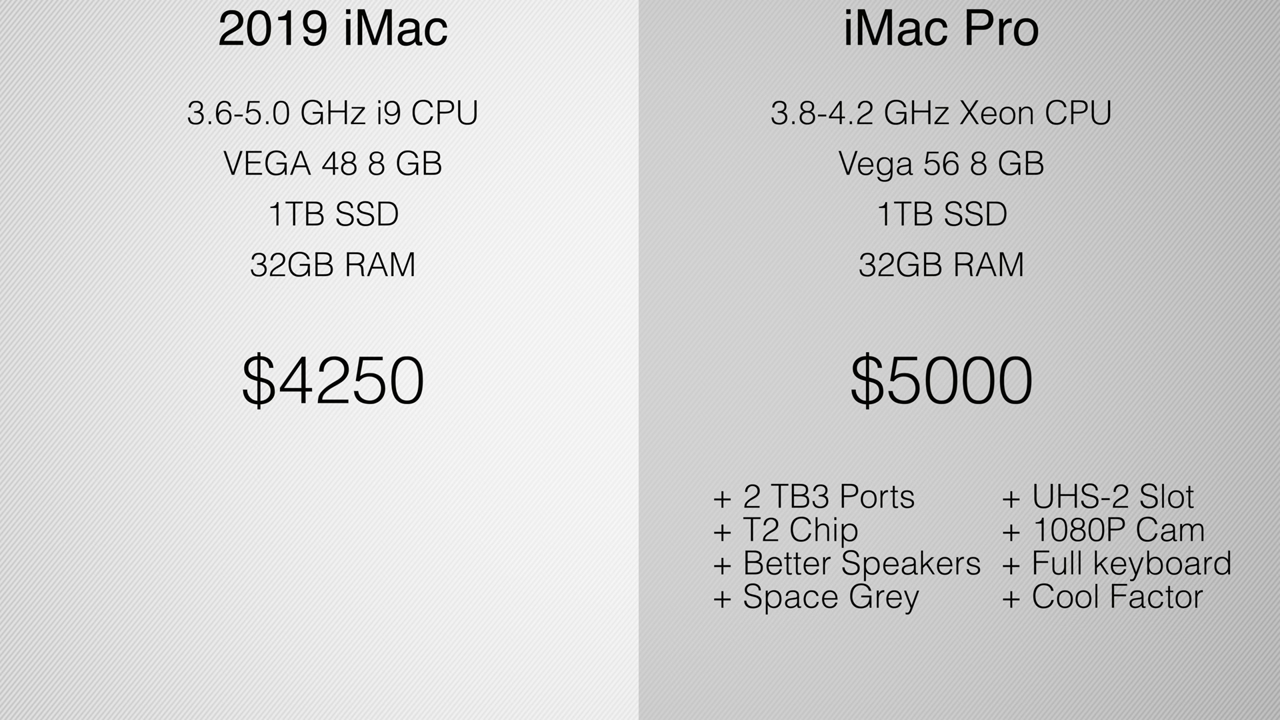 2019 iMac
3.6-5.0 GHz i9 CPU
VEGA 48 8 GB
1TB SSD
32GB RAM
$4250
iMac Pro
3.8-4.2 GHz Xeon CPU
Vega 56 8 GB
1TB SSD
32GB RAM
$5000
+ 2 TB3 Ports
+ T2 Chip
+ Better Speakers
+ Space Grey
+ UHS-2 Slot
+ 1080P Cam
+ Full keyboard
+ Cool Factor